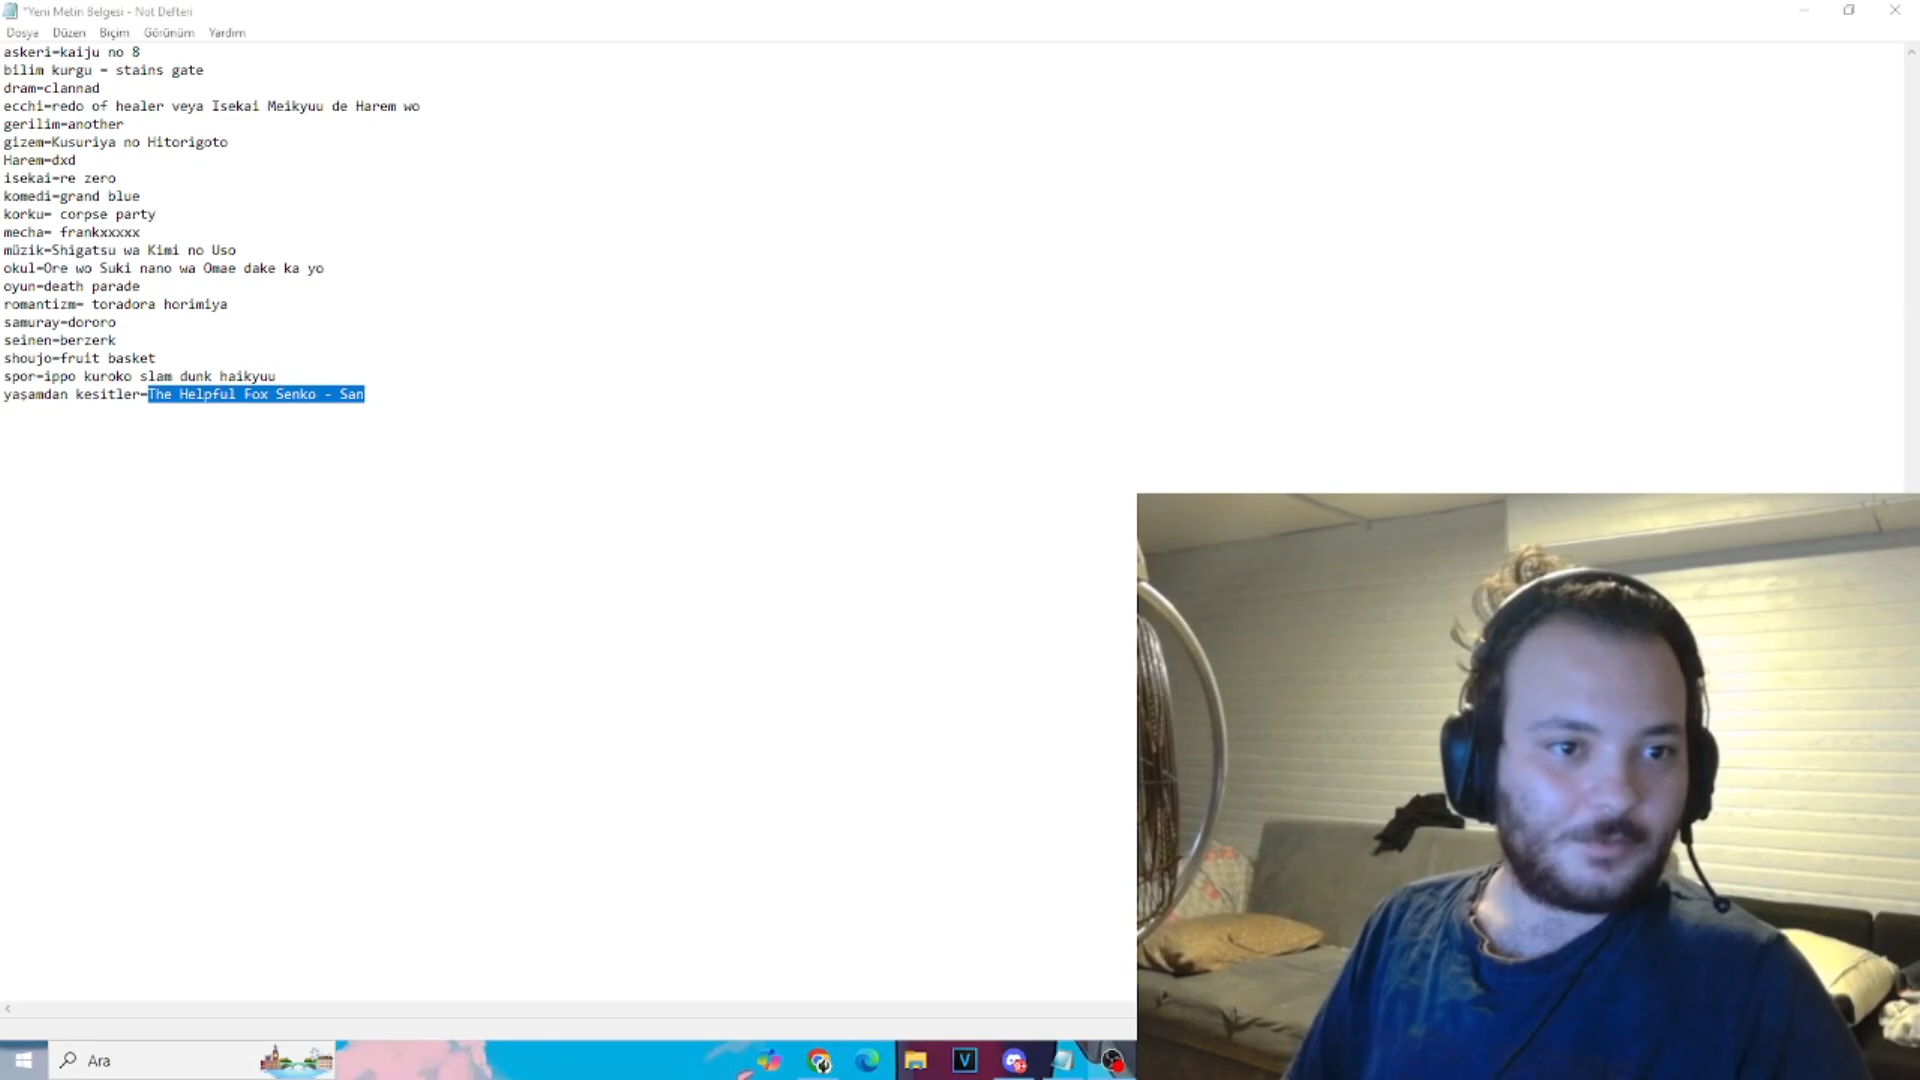 *Yeni Metin Belgesi - Not Defteri
Dosya Düzen Biçim Görünüm Yardım
askeri=kaiju no 8
bilim kurgu = stains gate
dram=clannad
ecchi=redo of healer veya Isekai Meikyuu de Harem wo
gerilim=another
gizem=Kusuriya no Hitorigoto
Harem=dxd
isekai=re zero
komedi=grand blue
korku= corpse party
mecha= frankxxxxx
müzik=Shigatsu wa Kimi no Uso
okul=Ore wo Suki nano wa Omae dake ka yo
oyun=death parade
romantizm= toradora horimiya
samuray=dororo
seinen=berzerk
shoujo=fruit basket
spor=ippo kuroko slam dunk haikyuu
yaşamdan kesitler=The Helpful Fox Senko - San
Ara
V